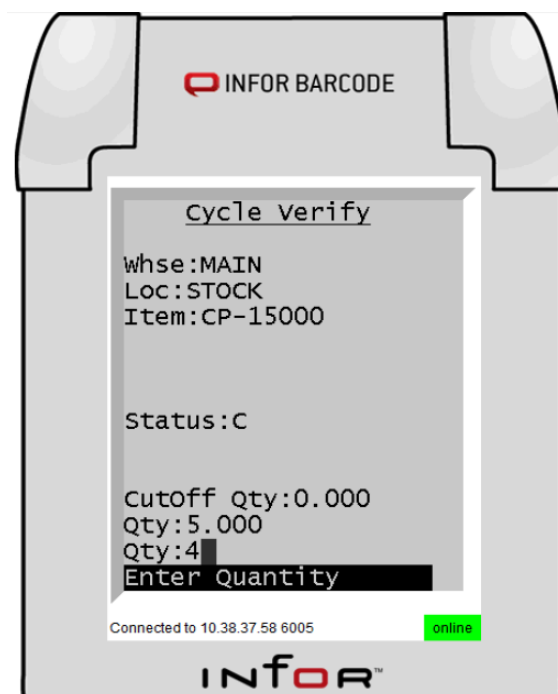 INFOR BARCODE
Cycle Verify
Whse:MAIN
Loc:STOCK
Item:CP-15000
Status:C
CutOff Qty:0.000
Qty:5.000
Qty:4
Enter Quantity
Connected to 10.38.37.58 6005 online
infor™